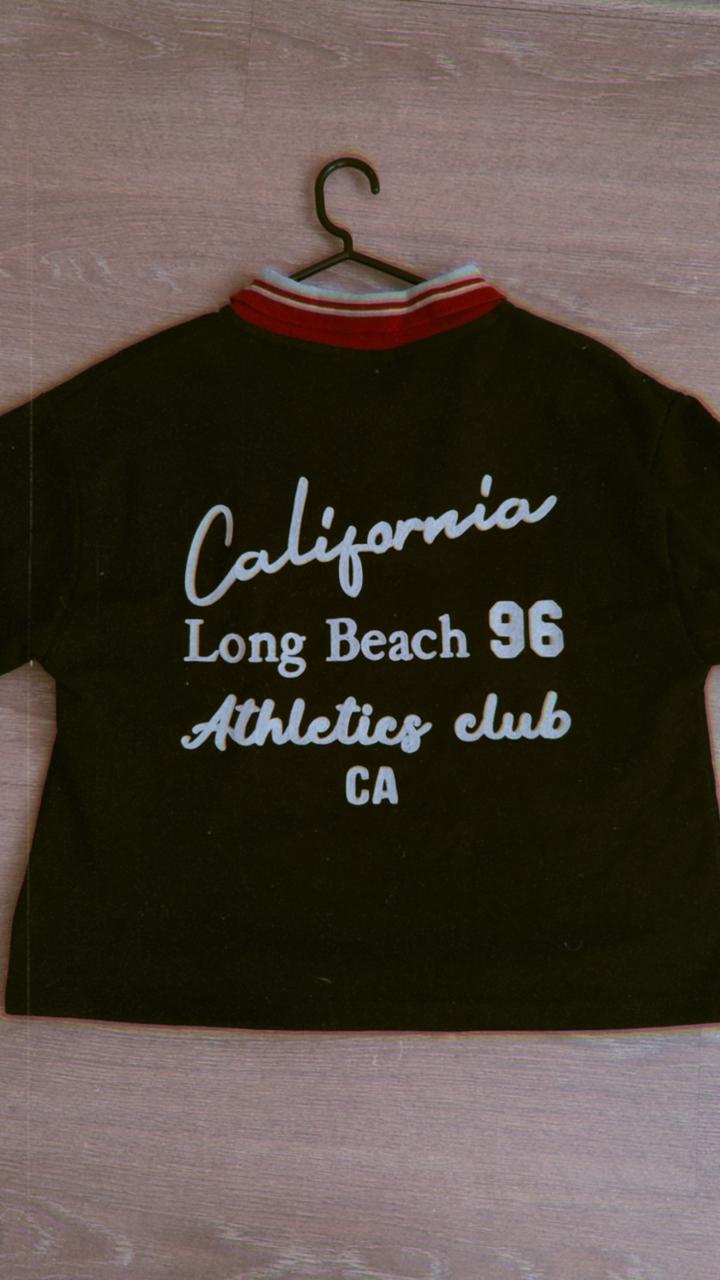 California
Long Beach 96
Athletics club
CA